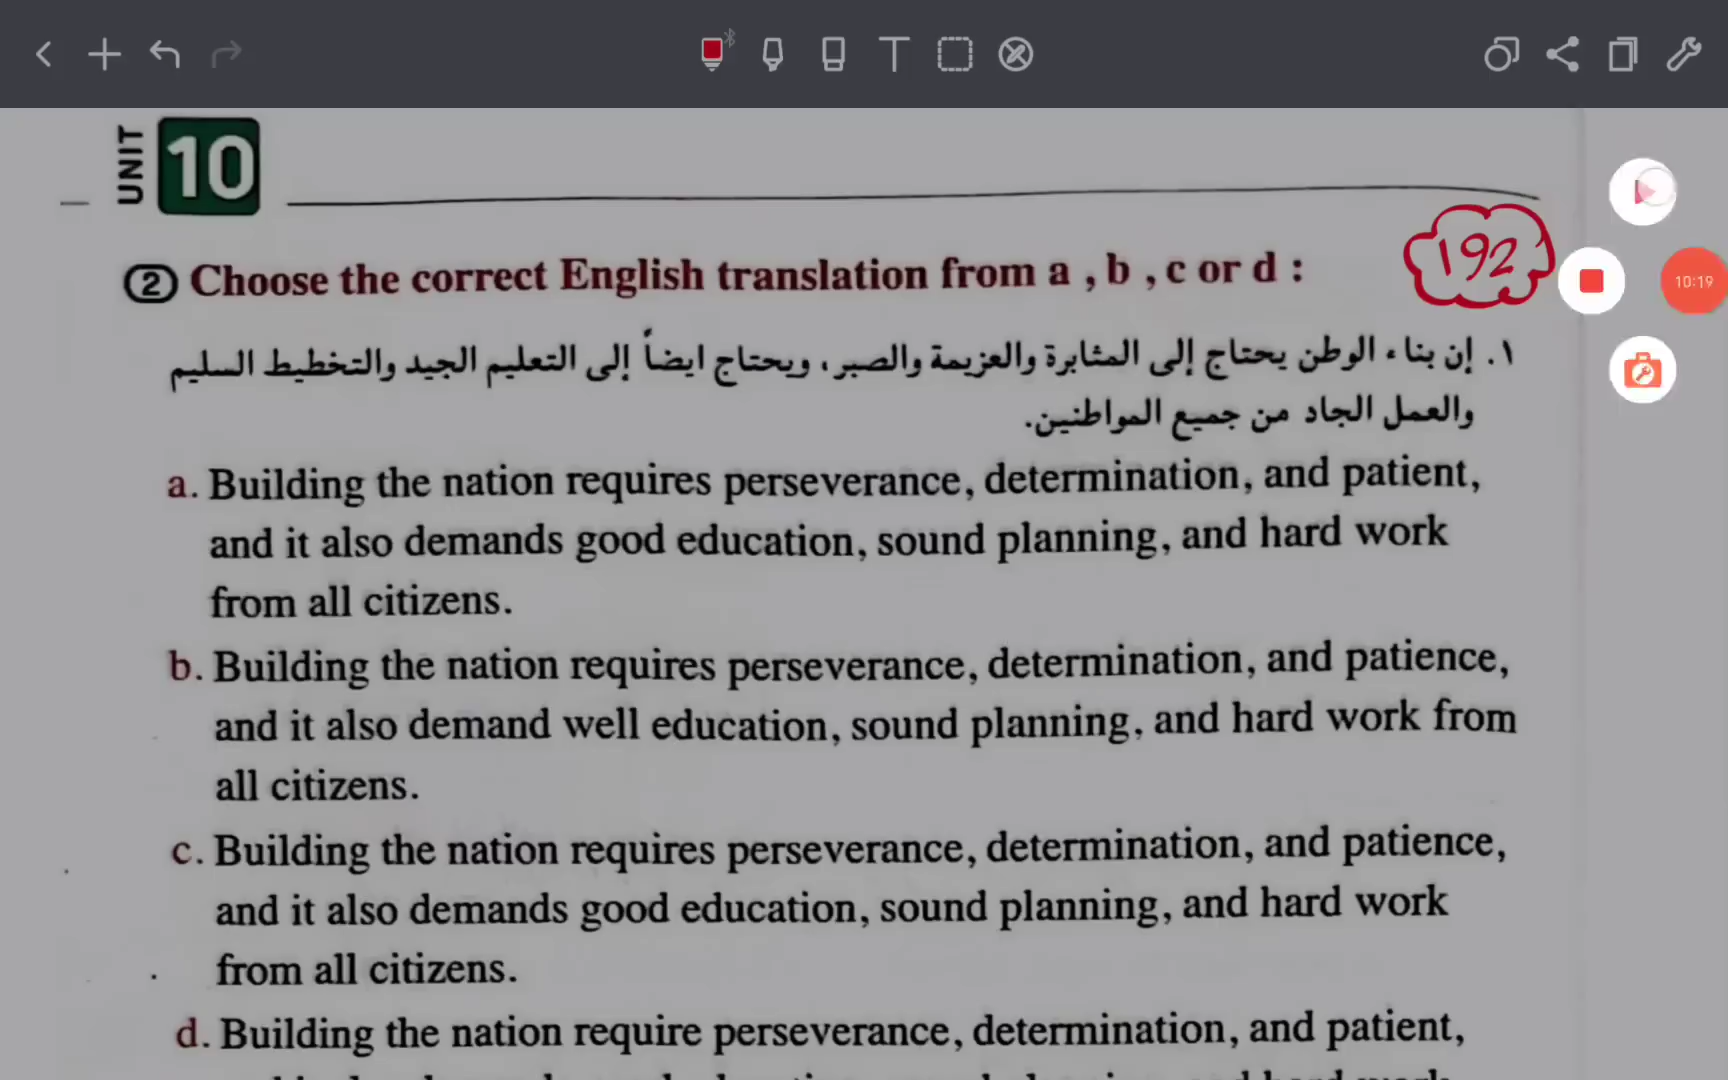 UNIT 10
192
2 Choose the correct English translation from a , b , c or d :
١. إن بناء الوطن يحتاج إلى المثابرة والعزيمة والصبر، ويحتاج ايضاً إلى التعليم الجيد والتخطيط السليم
والعمل الجاد من جميع المواطنين.
10:19
a. Building the nation requires perseverance, determination, and patient,
and it also demands good education, sound planning, and hard work
from all citizens.
b. Building the nation requires perseverance, determination, and patience,
and it also demand well education, sound planning, and hard work from
all citizens.
c. Building the nation requires perseverance, determination, and patience,
and it also demands good education, sound planning, and hard work
from all citizens.
d. Building the nation require perseverance, determination, and patient,